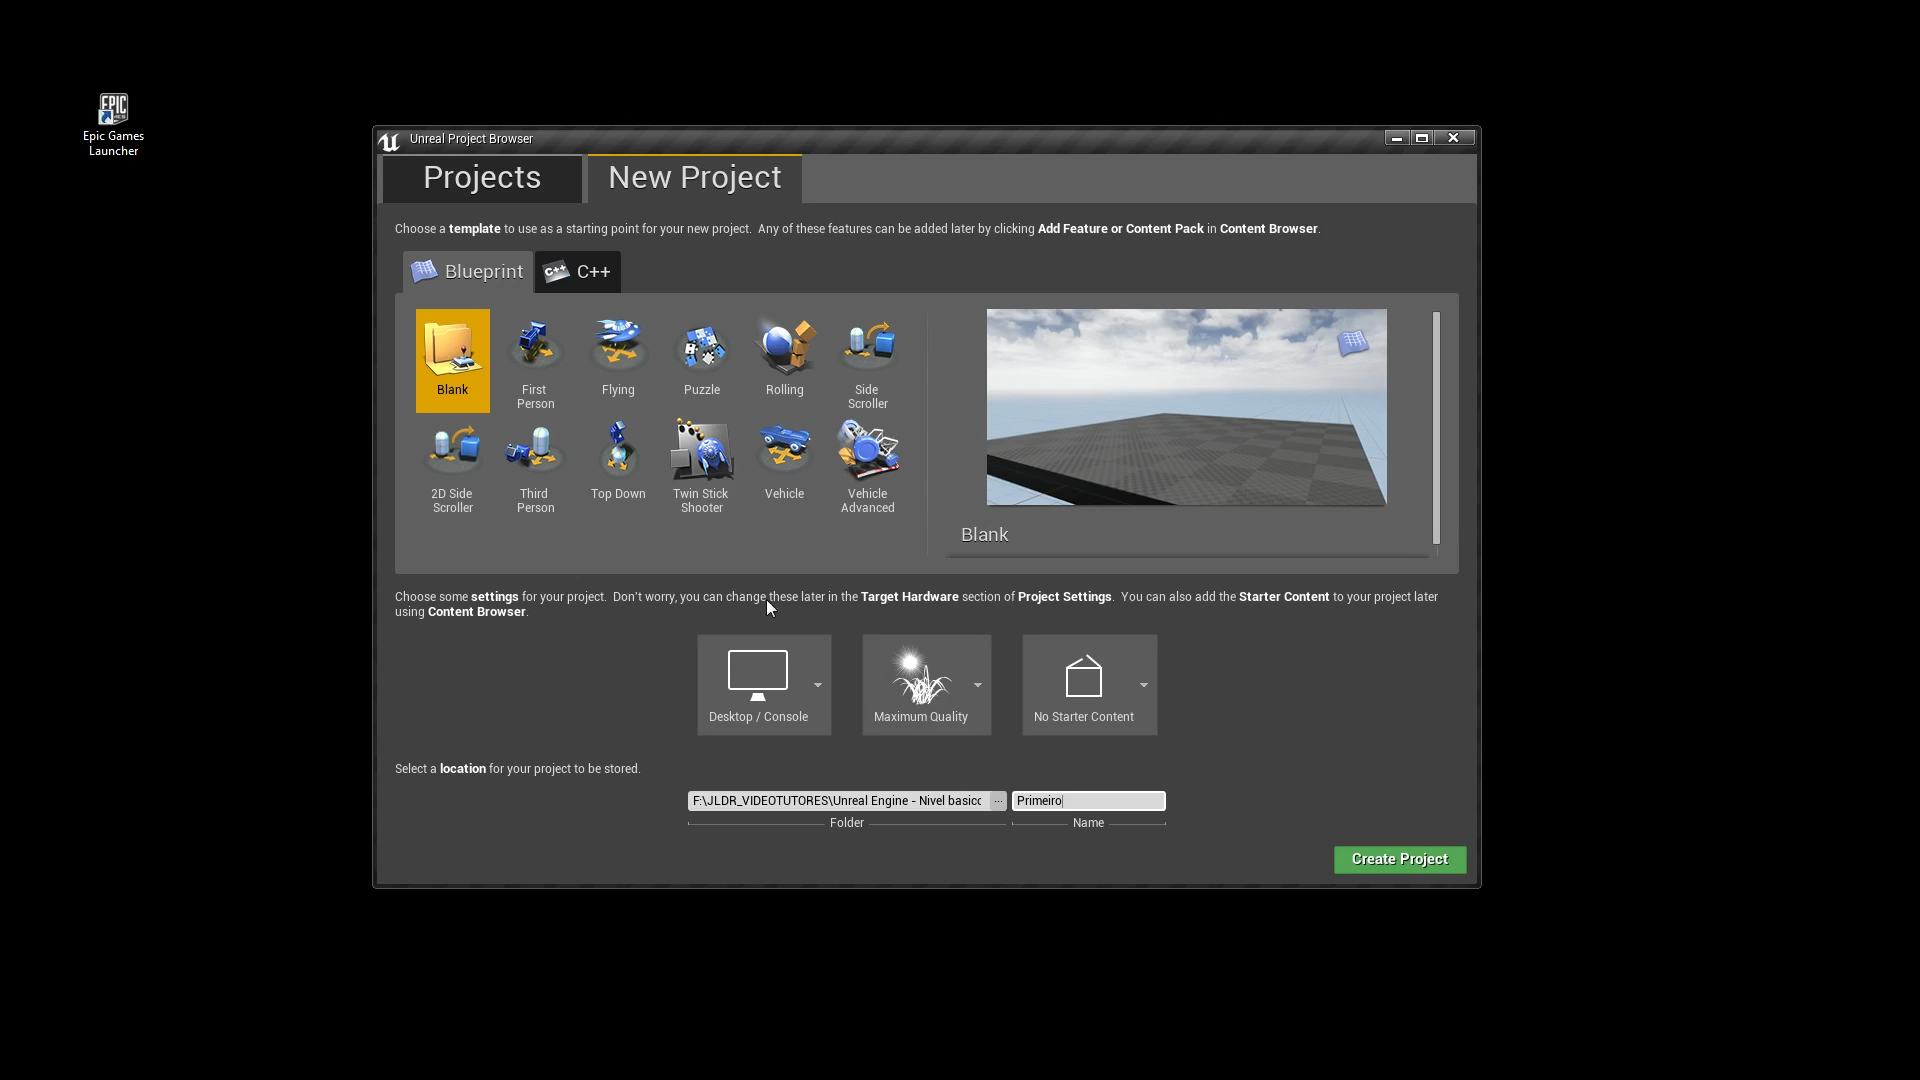 Epic Games
Launcher
Unreal Project Browser
Projects
New Project
Choose a template to use as a starting point for your new project.  Any of these features can be added later by clicking Add Feature or Content Pack in Content Browser.
Blueprint
C++
C++
Blank
First
Person
Flying
Puzzle
Rolling
Side
Scroller
2D Side
Scroller
Third
Person
Top Down
Twin Stick
Shooter
Vehicle
Vehicle
Advanced
Blank
Choose some settings for your project.  Don't worry, you can change these later in the Target Hardware section of Project Settings.  You can also add the Starter Content to your project later
using Content Browser.
Desktop / Console
Maximum Quality
No Starter Content
Select a location for your project to be stored.
F:\JLDR_VIDEOTUTORES\Unreal Engine - Nivel basico
...
Primeiro
Folder
Name
Create Project